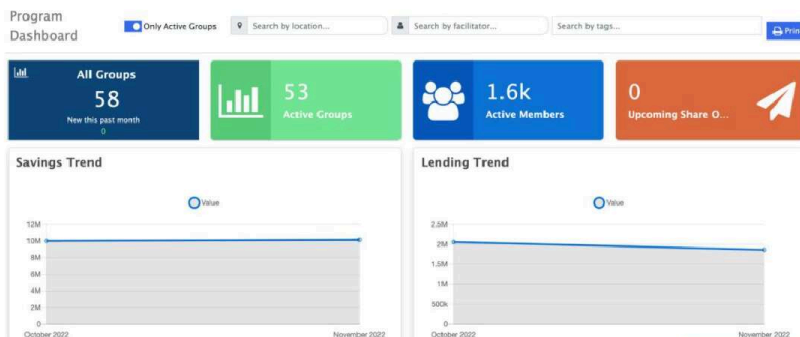 Program
Dashboard
Only Active Groups
Search by location...
Search by facilitator...
Search by tags...
Print
All Groups
58
New this past month
0
53
Active Groups
1.6k
Active Members
0
Upcoming Share O...
Savings Trend
Value
12M
10M
8M
6M
4M
2M
0
October 2022 November 2022
Lending Trend
Value
2.5M
2M
1.5M
1M
500k
0
October 2022 November 2022